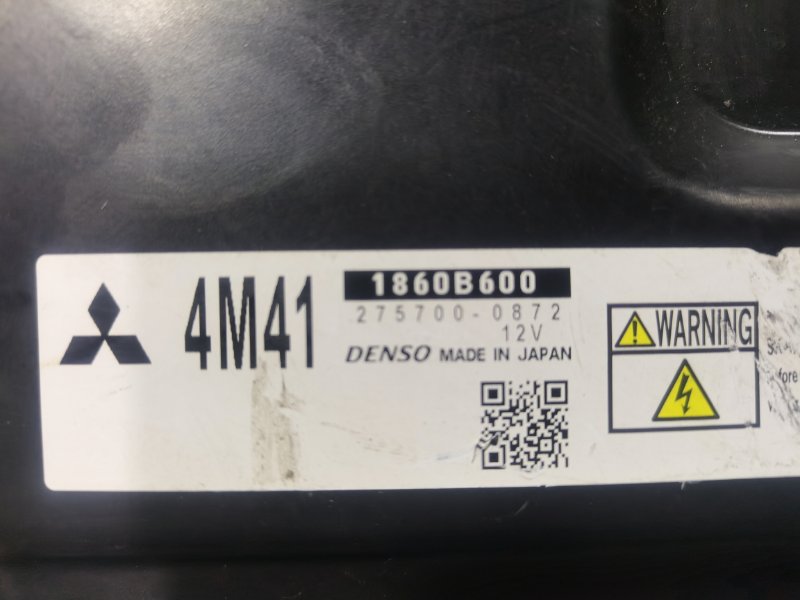 4M41
1860B600
275700-0872
12V
DENSO MADE IN JAPAN
WARNING